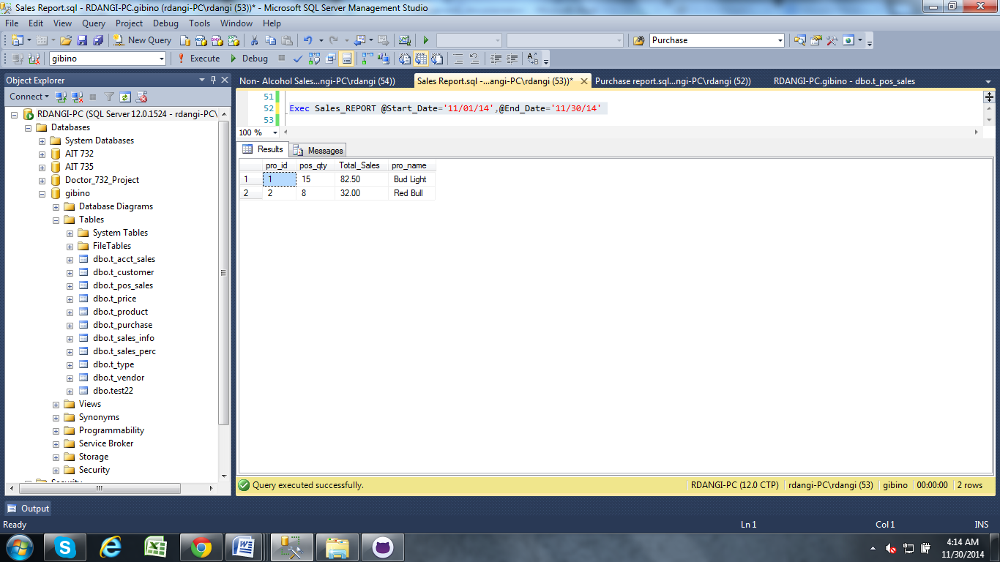 Sales Report.sql - RDANGI-PC.gibino (rdangi-PC\rdangi (53))* - Microsoft SQL Server Management Studio
File Edit View Query Project Debug Tools Window Help
New Query Purchase
gibino Execute Debug
Object Explorer
Connect
RDANGI-PC (SQL Server 12.0.1524 - rdangi-PC\
Databases
System Databases
AIT 732
AIT 735
Doctor_732_Project
gibino
Database Diagrams
Tables
System Tables
FileTables
dbo.t_acct_sales
dbo.t_customer
dbo.t_pos_sales
dbo.t_price
dbo.t_product
dbo.t_purchase
dbo.t_sales_info
dbo.t_sales_perc
dbo.t_type
dbo.t_vendor
dbo.test22
Views
Synonyms
Programmability
Service Broker
Storage
Security
Security
Non- Alcohol Sales...ngi-PC\rdangi (54)) Sales Report.sql -...angi-PC\rdangi (53))* Purchase report.sql...ngi-PC\rdangi (52)) RDANGI-PC.gibino - dbo.t_pos_sales
51
52 Exec Sales_REPORT @Start_Date='11/01/14',@End_Date='11/30/14'
53
100 %
Results Messages
pro_id pos_qty Total_Sales pro_name
1 1 15 82.50 Bud Light
2 2 8 32.00 Red Bull
Query executed successfully. RDANGI-PC (12.0 CTP) rdangi-PC\rdangi (53) gibino 00:00:00 2 rows
Output
Ready Ln 1 Col 1 INS
4:14 AM
11/30/2014